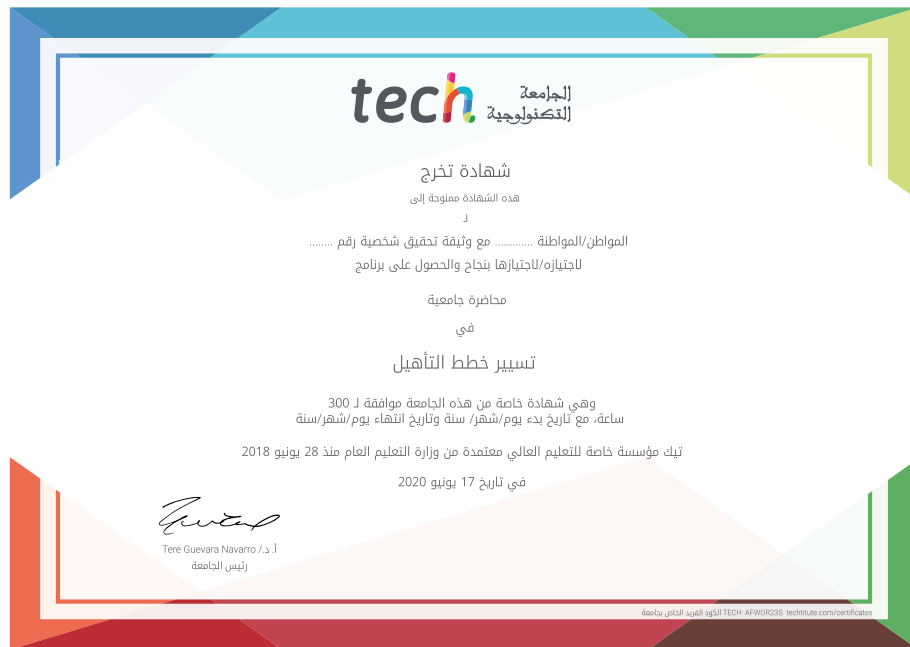 tech الجامعة
التكنولوجية
شهادة تخرج
هذه الشهادة ممنوحة إلى
لـ
المواطن/المواطنة ............. مع وثيقة تحقيق شخصية رقم ........
لاجتيازه/لاجتيازها بنجاح والحصول على برنامج
محاضرة جامعية
في
تسيير خطط التأهيل
وهي شهادة خاصة من هذه الجامعة موافقة لـ 300
ساعة، مع تاريخ بدء يوم/شهر/ سنة وتاريخ انتهاء يوم/شهر/سنة
تيك مؤسسة خاصة للتعليم العالي معتمدة من وزارة التعليم العام منذ 28 يونيو 2018
في تاريخ 17 يونيو 2020
أ. د./ Tere Guevara Navarro
رئيس الجامعة
الكود الفريد الخاص بجامعة TECH: AFWOR23S techtitute.com/certificates